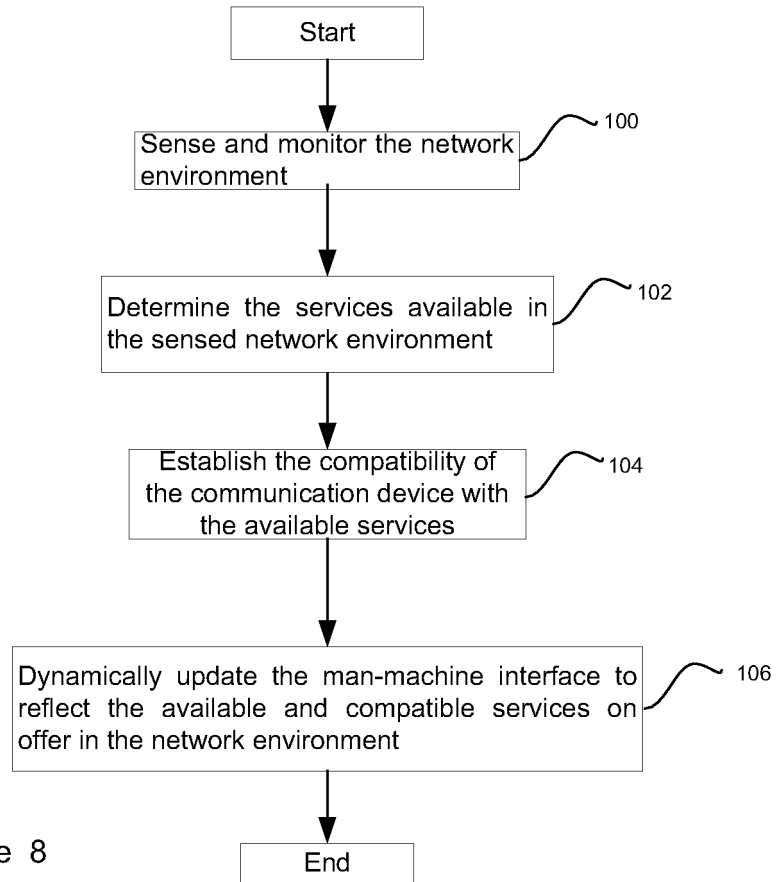 Start
Sense and monitor the network
environment
100
Determine the services available in
the sensed network environment
102
Establish the compatibility of
the communication device with
the available services
104
Dynamically update the man-machine interface to
reflect the available and compatible services on
offer in the network environment
106
End
e 8